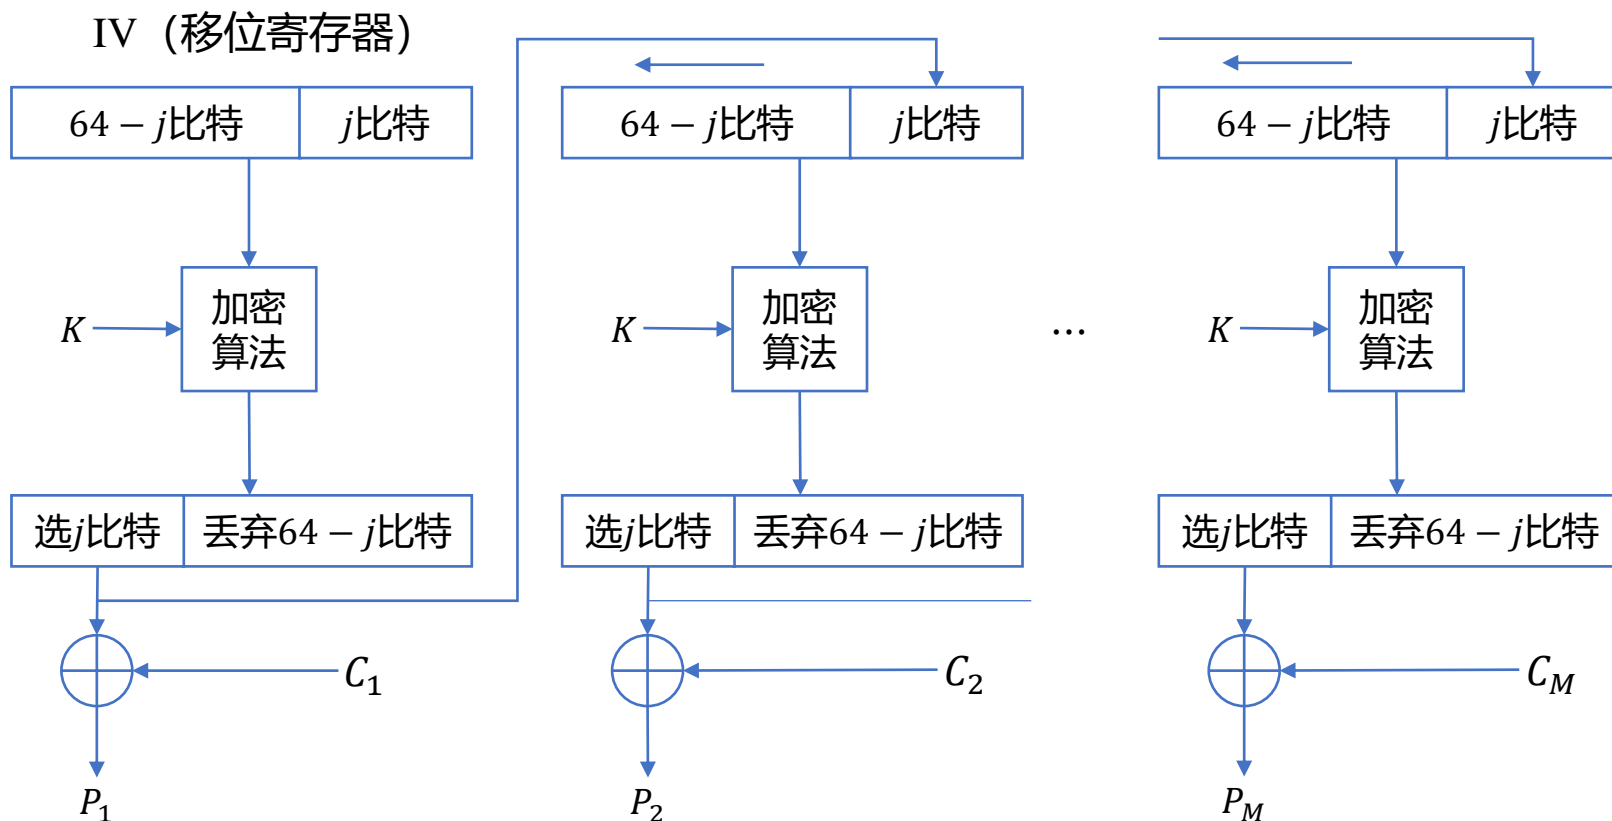 IV（移位寄存器）
64 − j比特 j比特 64 − j比特 j比特 64 − j比特 j比特
K 加密算法 K 加密算法 … K 加密算法
选j比特 丢弃64 − j比特 选j比特 丢弃64 − j比特 选j比特 丢弃64 − j比特
C₁ C₂ C_M
P₁ P₂ P_M